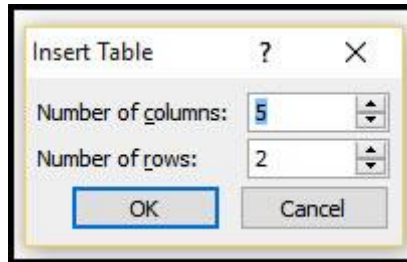 Insert Table ?
Number of columns: 5
Number of rows: 2
OK Cancel